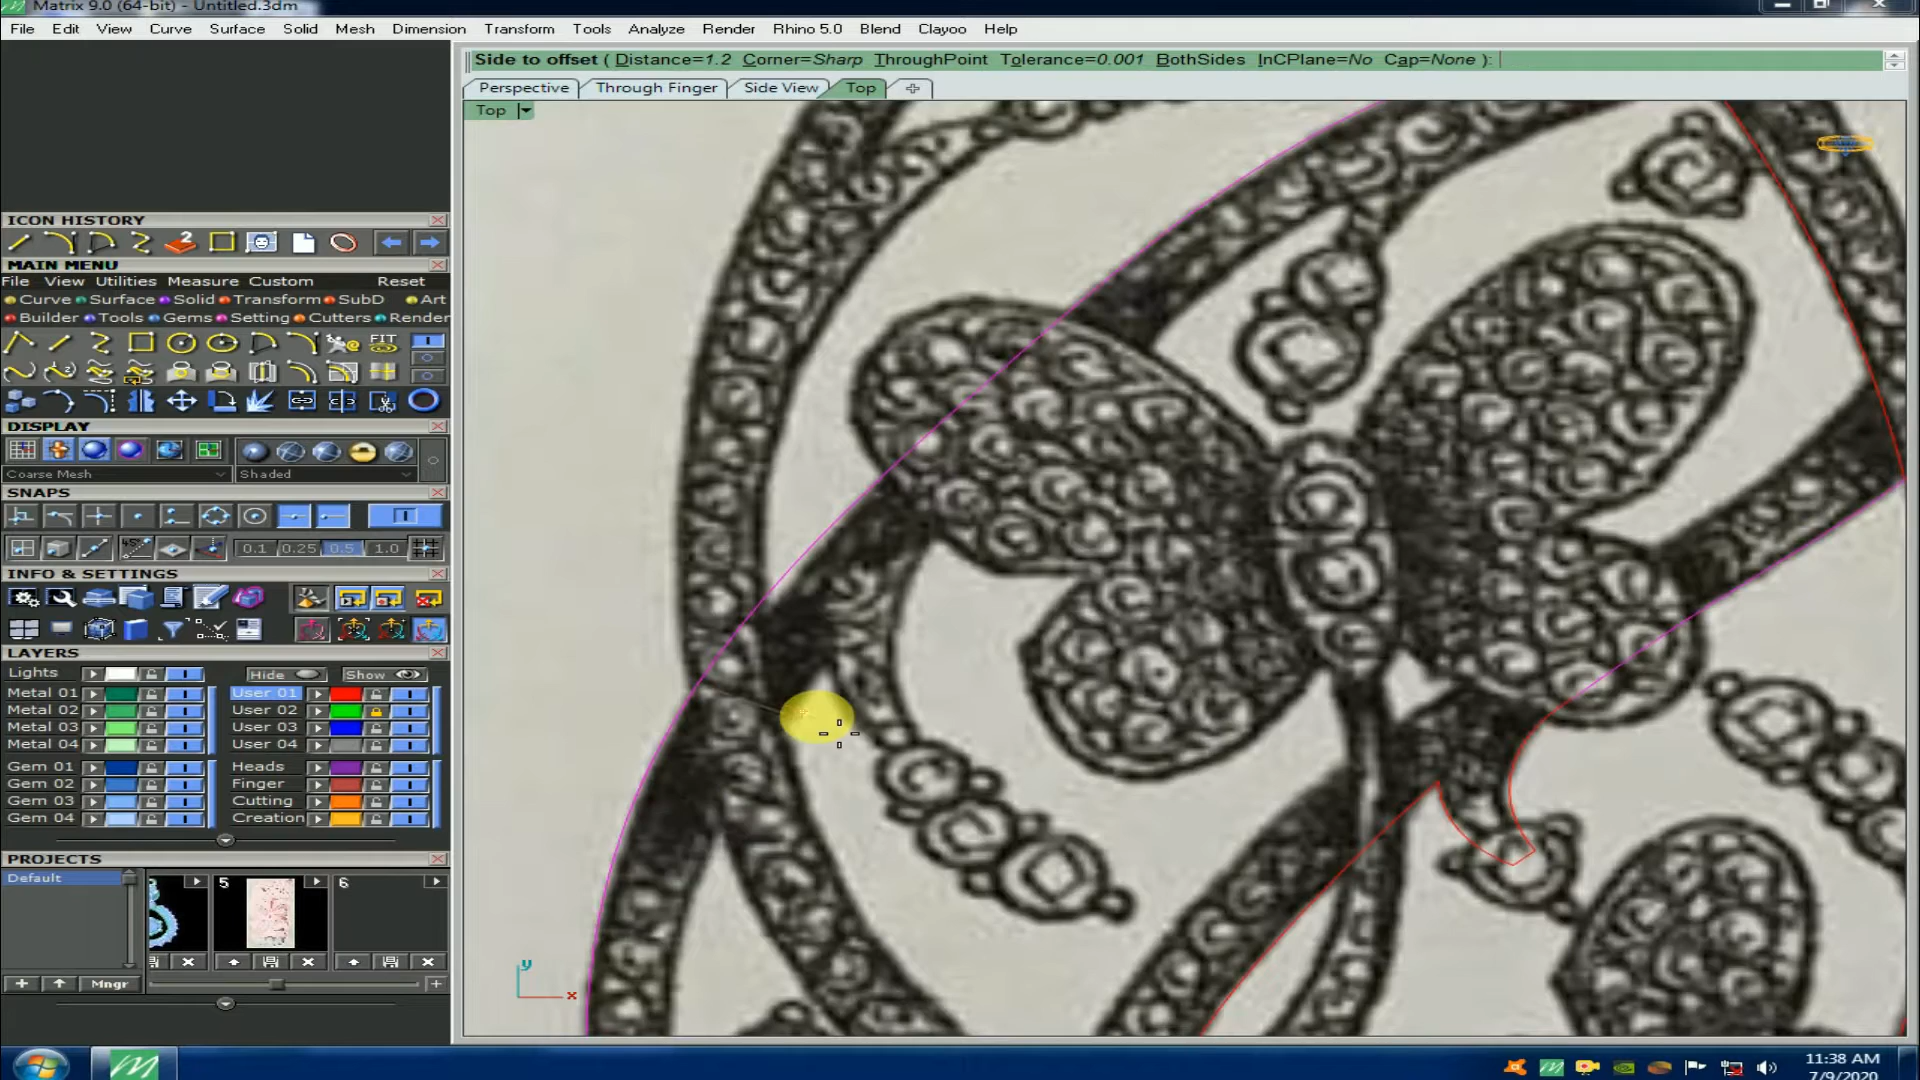 Matrix 9.0 (64-bit) - Untitled.3dm
File Edit View Curve Surface Solid Mesh Dimension Transform Tools Analyze Render Rhino 5.0 Blend Clayoo Help
Side to offset ( Distance=1.2 Corner=Sharp ThroughPoint Tolerance=0.001 BothSides InCPlane=No Cap=None ):
Perspective Through Finger Side View Top
Top
ICON HISTORY
2
MAIN MENU
File View Utilities Measure Custom Reset
Curve Surface Solid Transform SubD Art
Builder Tools Gems Setting Cutters Render
FIT
DISPLAY
Coarse Mesh Shaded
SNAPS
45°
0.1 0.25 0.5 1.0
INFO & SETTINGS
LAYERS
Lights Hide Show
Metal 01 User 01
Metal 02 User 02
Metal 03 User 03
Metal 04 User 04
Gem 01 Heads
Gem 02 Finger
Gem 03 Cutting
Gem 04 Creation
PROJECTS
Default 5 6
Mngr
y
x
11:38 AM
7/9/2020